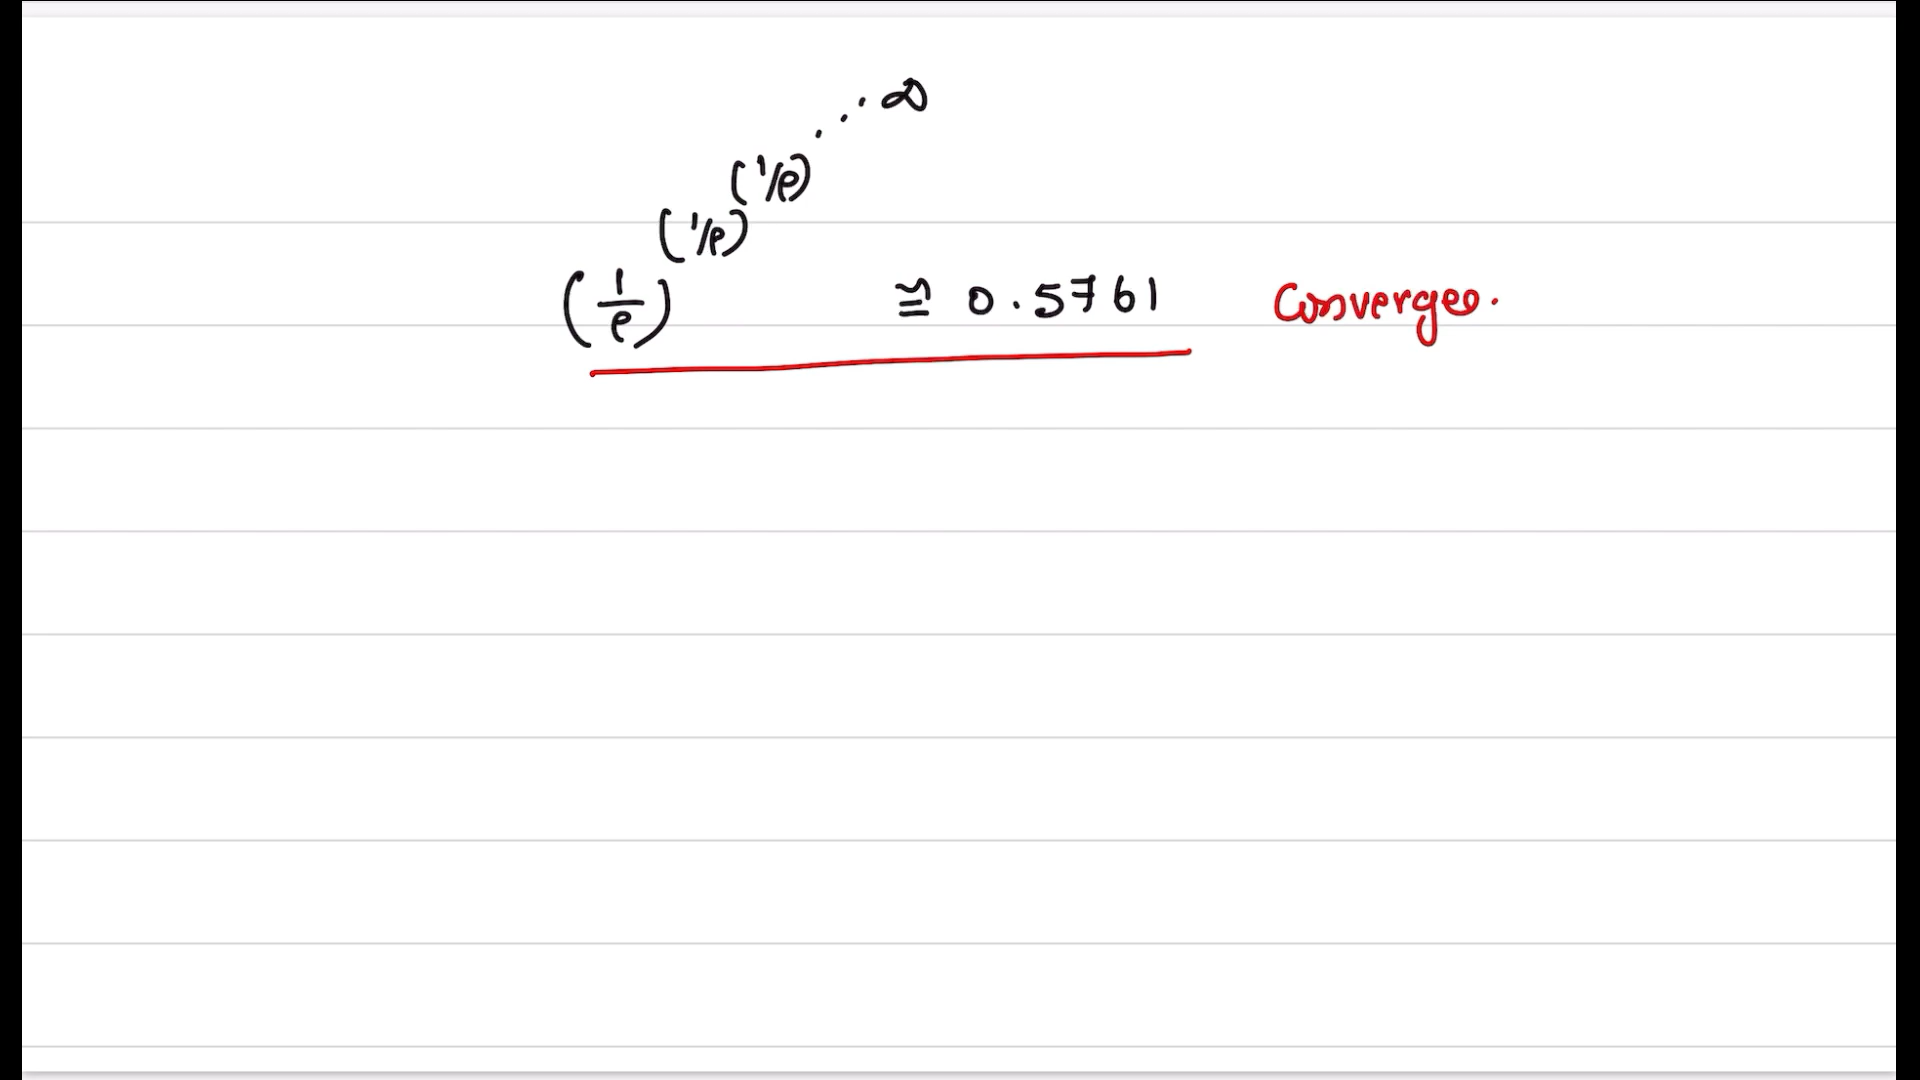 (1/e)^(1/e)^(1/e)^...∞ ≅ 0.5761 Converges.